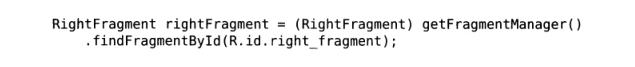 RightFragment rightFragment = (RightFragment) getFragmentManager()
    .findFragmentById(R.id.right_fragment);